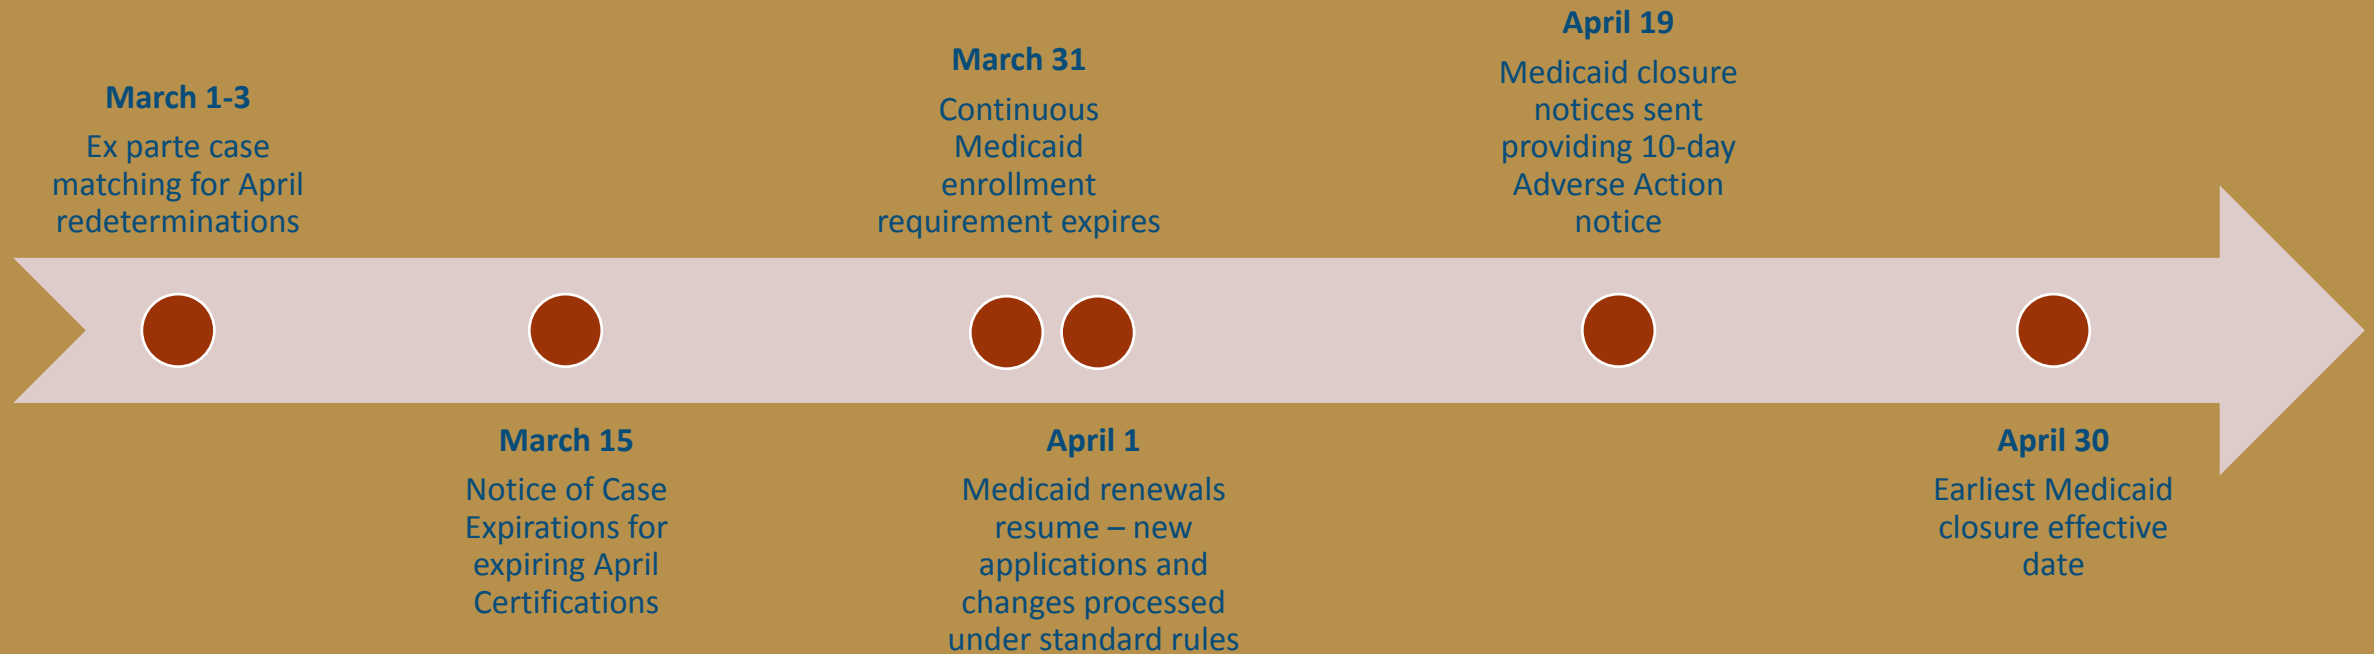 March 1-3
Ex parte case
matching for April
redeterminations
March 15
Notice of Case
Expirations for
expiring April
Certifications
March 31
Continuous
Medicaid
enrollment
requirement expires
April 1
Medicaid renewals
resume – new
applications and
changes processed
under standard rules
April 19
Medicaid closure
notices sent
providing 10-day
Adverse Action
notice
April 30
Earliest Medicaid
closure effective
date